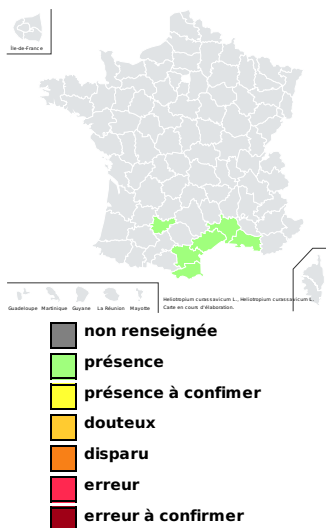 Île-de-France
Guadeloupe Martinique Guyane La Réunion Mayotte
Heliotropium curassavicum L., Heliotropium curassavicum L.
Carte en cours d'élaboration.
non renseignée
présence
présence à confimer
douteux
disparu
erreur
erreur à confirmer